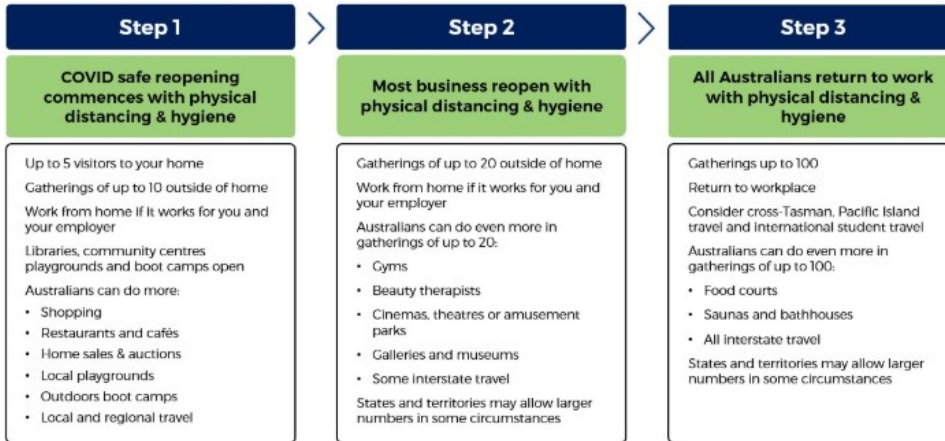 Step 1
COVID safe reopening
commences with physical
distancing & hygiene
Up to 5 visitors to your home
Gatherings of up to 10 outside of home
Work from home if it works for you and
your employer
Libraries, community centres
playgrounds and boot camps open
Australians can do more:
• Shopping
• Restaurants and cafés
• Home sales & auctions
• Local playgrounds
• Outdoors boot camps
• Local and regional travel
Step 2
Most business reopen with
physical distancing & hygiene
Gatherings of up to 20 outside of home
Work from home if it works for you and
your employer
Australians can do even more in
gatherings of up to 20:
• Gyms
• Beauty therapists
• Cinemas, theatres or amusement
parks
• Galleries and museums
• Some interstate travel
States and territories may allow larger
numbers in some circumstances
Step 3
All Australians return to work
with physical distancing &
hygiene
Gatherings up to 100
Return to workplace
Consider cross-Tasman, Pacific Island
travel and international student travel
Australians can do even more in
gatherings of up to 100:
• Food courts
• Saunas and bathhouses
• All interstate travel
States and territories may allow larger
numbers in some circumstances